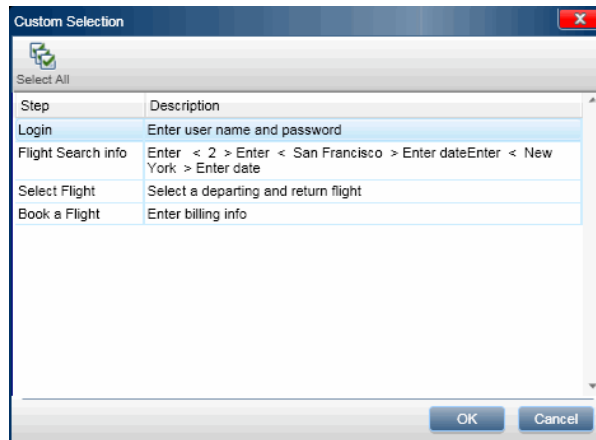 Custom Selection
Select All
Step Description
Login Enter user name and password
Flight Search info Enter < 2 > Enter < San Francisco > Enter dateEnter < New
York > Enter date
Select Flight Select a departing and return flight
Book a Flight Enter billing info
OK Cancel